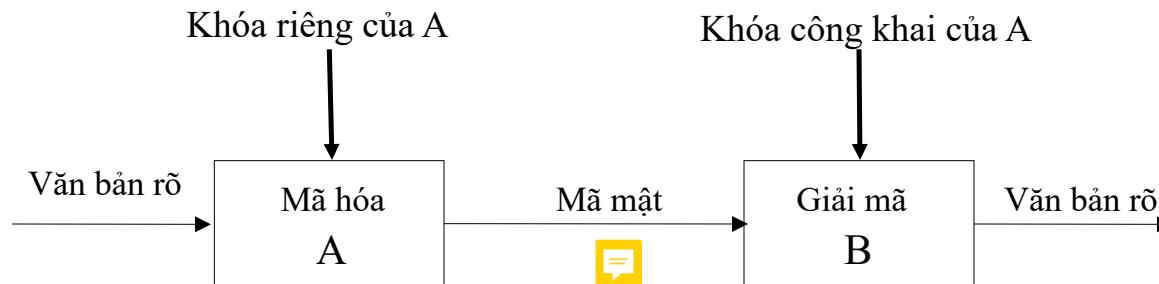 Khóa riêng của A
Khóa công khai của A
Văn bản rõ
Mã hóa
A
Mã mật
Giải mã
B
Văn bản rõ